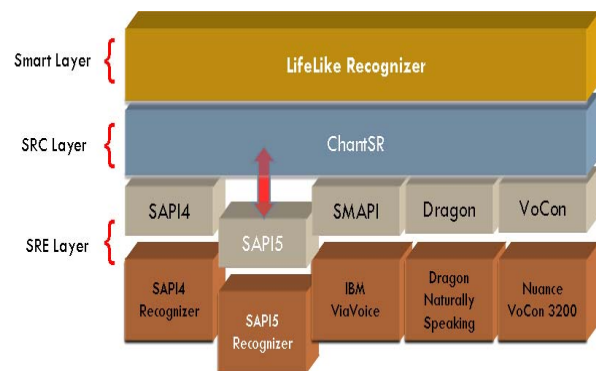 Smart Layer
LifeLike Recognizer
SRC Layer
ChantSR
SRE Layer
SAPI4
SAPI5
SMAPI
Dragon
VoCon
SAPI4
Recognizer
SAPI5
Recognizer
IBM
ViaVoice
Dragon
Naturally
Speaking
Nuance
VoCon 3200